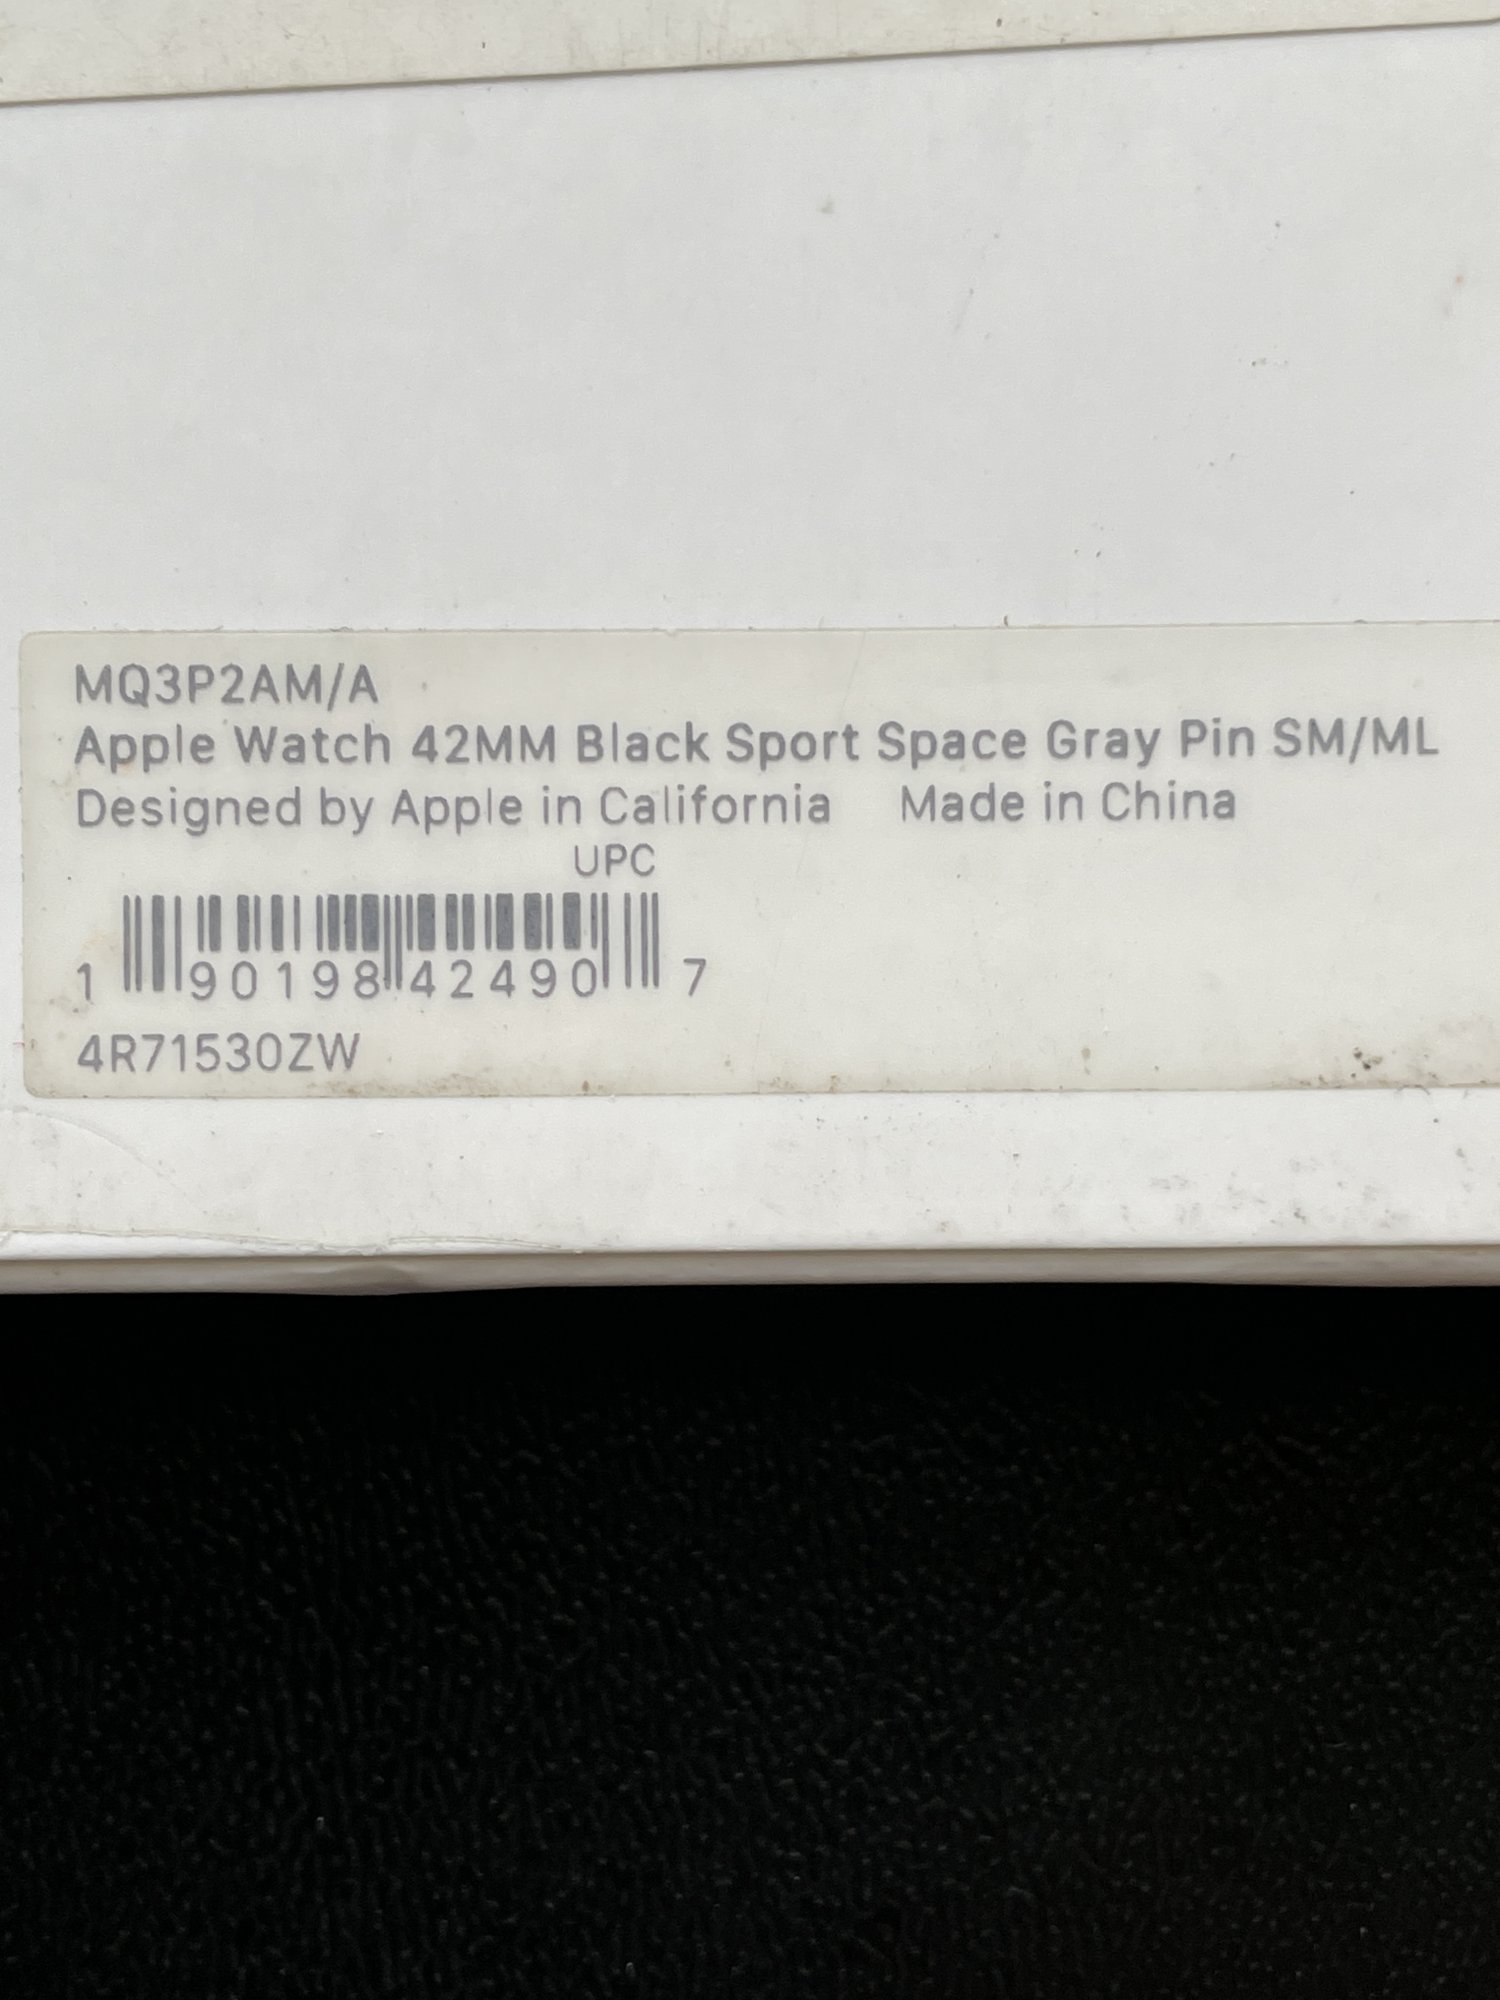 MQ3P2AM/A
Apple Watch 42MM Black Sport Space Gray Pin SM/ML
Designed by Apple in California Made in China
UPC
1 90198 42490 7
4R71530ZW